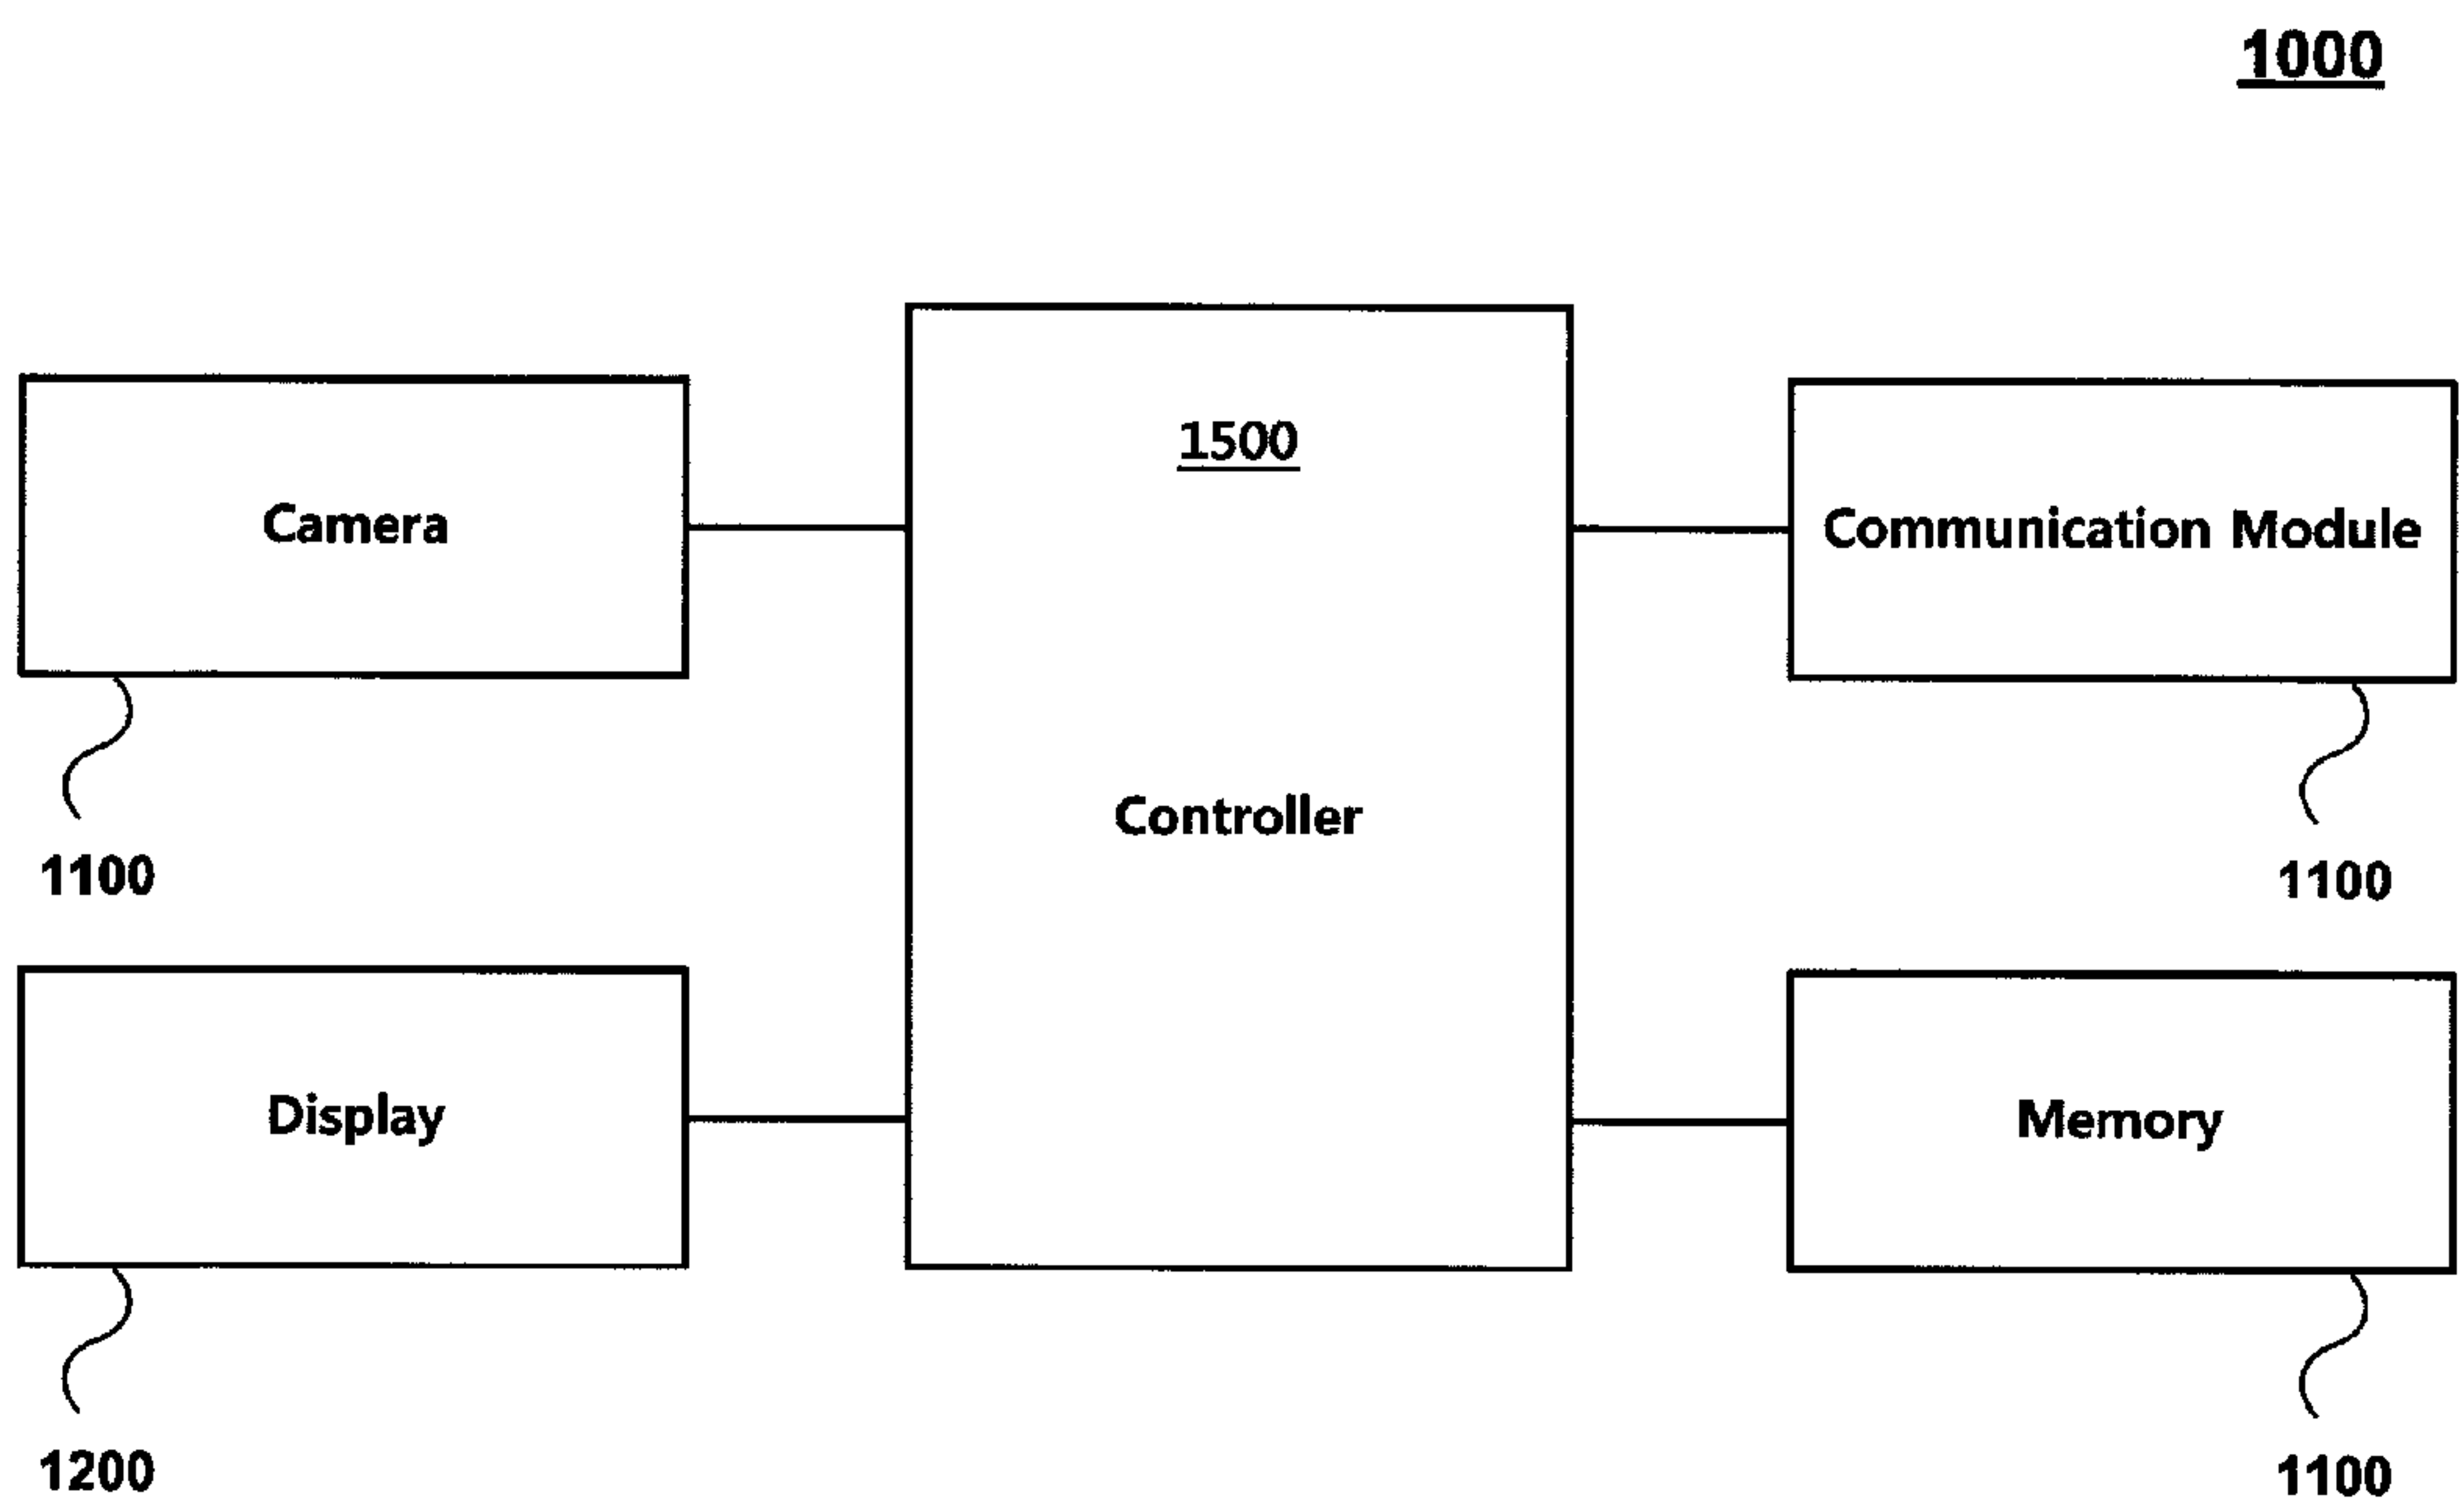 1000
1500
Camera
Communication Module
Controller
1100
1100
Display
Memory
1200
1100